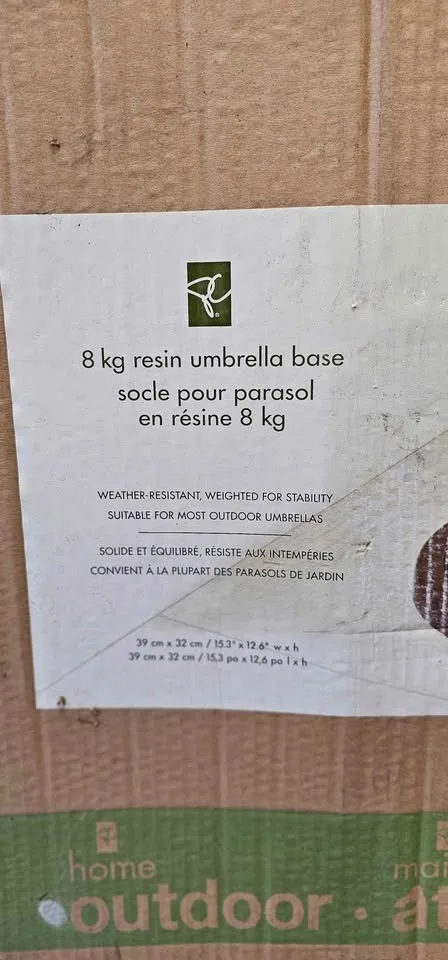 8 kg resin umbrella base
socle pour parasol
en résine 8 kg
WEATHER-RESISTANT, WEIGHTED FOR STABILITY
SUITABLE FOR MOST OUTDOOR UMBRELLAS
SOLIDE ET ÉQUILIBRÉ, RÉSISTE AUX INTEMPÉRIES
CONVIENT À LA PLUPART DES PARASOLS DE JARDIN
39 cm x 32 cm / 15.3" x 12.6" w x h
39 cm x 32 cm / 15,3 po x 12,6 po l x h
home
outdoor ·